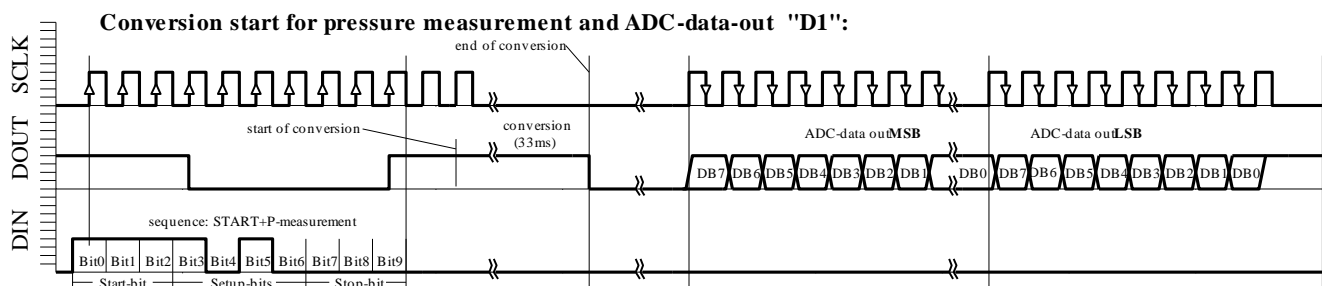 Conversion start for pressure measurement and ADC-data-out "D1":
end of conversion
SCLK
start of conversion
conversion
(33ms)
ADC-data outMSB
ADC-data outLSB
DOUT
DB7 DB6 DB5 DB4 DB3 DB2 DB1 DB0 DB7 DB6 DB5 DB4 DB3 DB2 DB1 DB0
sequence: START+P-measurement
DIN
Bit0 Bit1 Bit2 Bit3 Bit4 Bit5 Bit6 Bit7 Bit8 Bit9
Start-bit Setup-bits Stop-bit